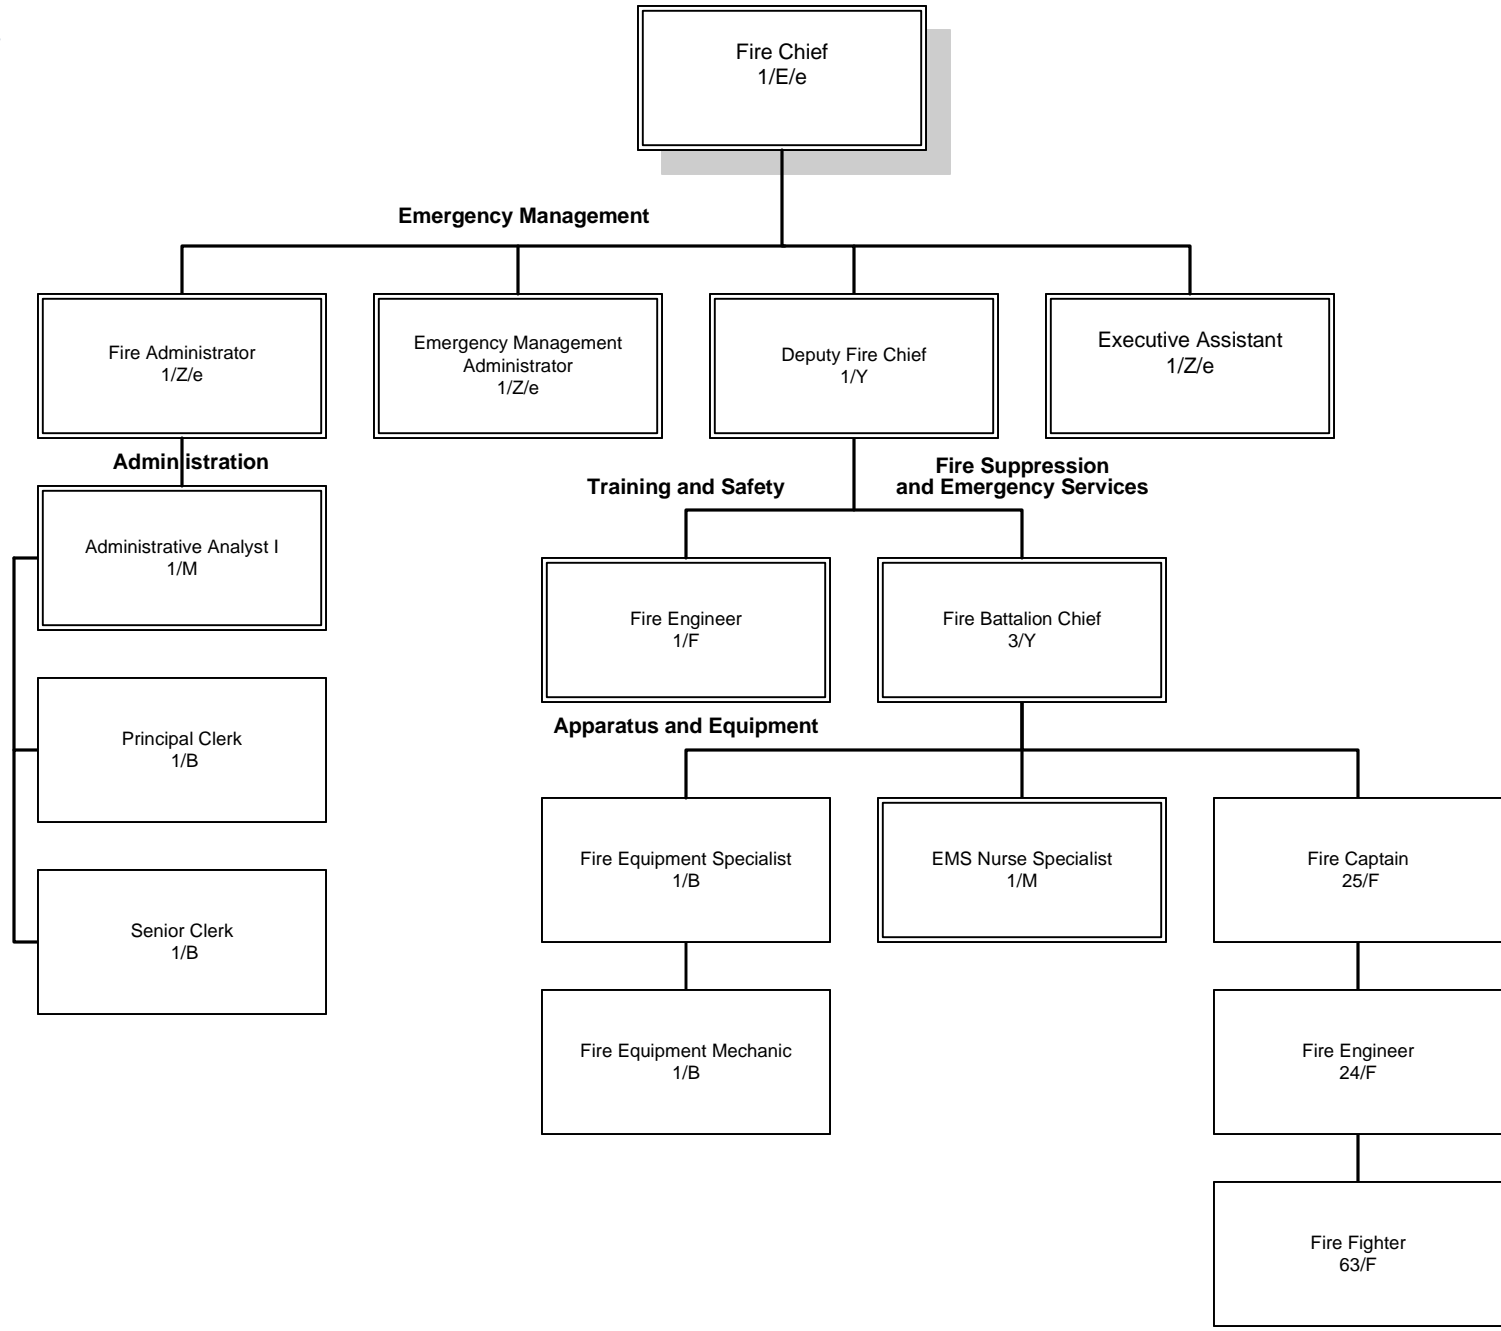 Fire Chief
1/E/e
Emergency Management
Fire Administrator
1/Z/e
Emergency Management
Administrator
1/Z/e
Deputy Fire Chief
1/Y
Executive Assistant
1/Z/e
Administration
Training and Safety
Fire Suppression
and Emergency Services
Administrative Analyst I
1/M
Fire Engineer
1/F
Fire Battalion Chief
3/Y
Principal Clerk
1/B
Apparatus and Equipment
Fire Equipment Specialist
1/B
EMS Nurse Specialist
1/M
Fire Captain
25/F
Senior Clerk
1/B
Fire Equipment Mechanic
1/B
Fire Engineer
24/F
Fire Fighter
63/F